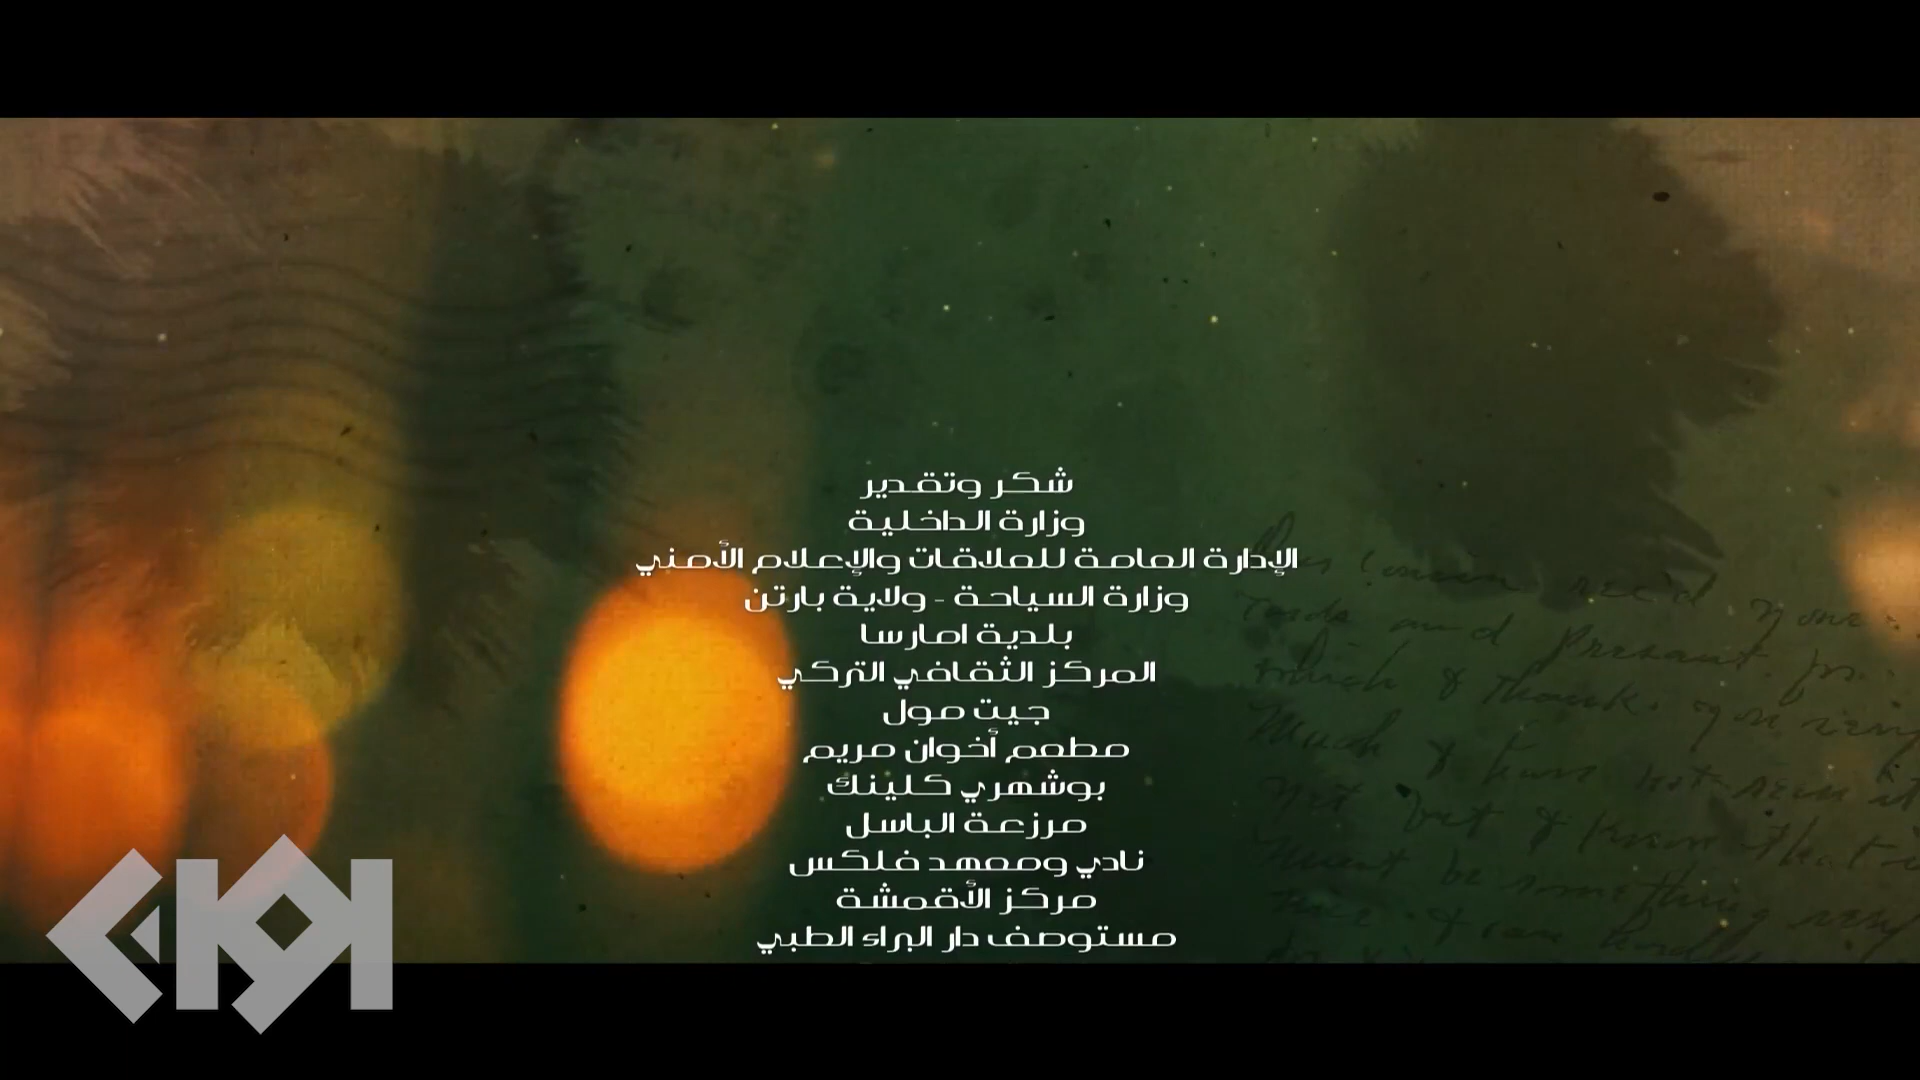 شكر وتقدير
وزارة الداخلية
الإدارة العامة للعلاقات والإعلام الأمني
وزارة السياحة - ولاية بارتن
بلدية امارسا
المركز الثقافي التركي
جيت مول
مطعم أخوان مريم
بوشهري كلينك
مرزعة الباسل
نادي ومعهد فلكس
مركز الأقمشة
مستوصف دار البراء الطبي